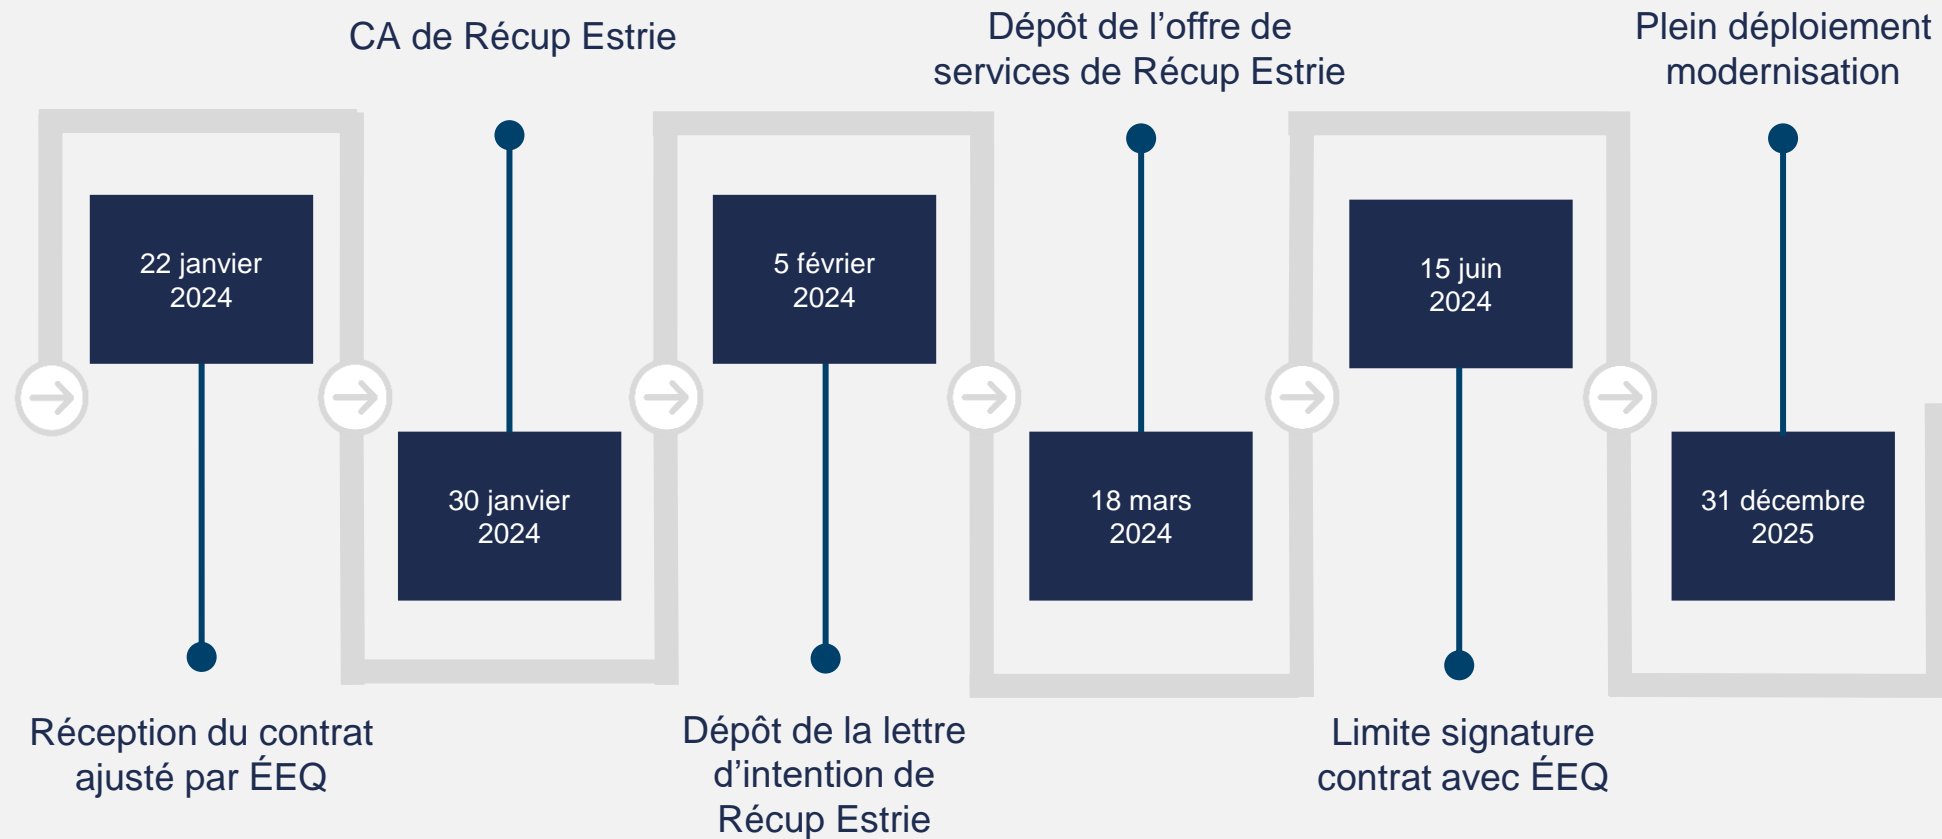 22 janvier
2024
Réception du contrat
ajusté par ÉEQ
CA de Récup Estrie
30 janvier
2024
5 février
2024
Dépôt de la lettre
d’intention de
Récup Estrie
Dépôt de l’offre de
services de Récup Estrie
18 mars
2024
15 juin
2024
Limite signature
contrat avec ÉEQ
Plein déploiement
modernisation
31 décembre
2025